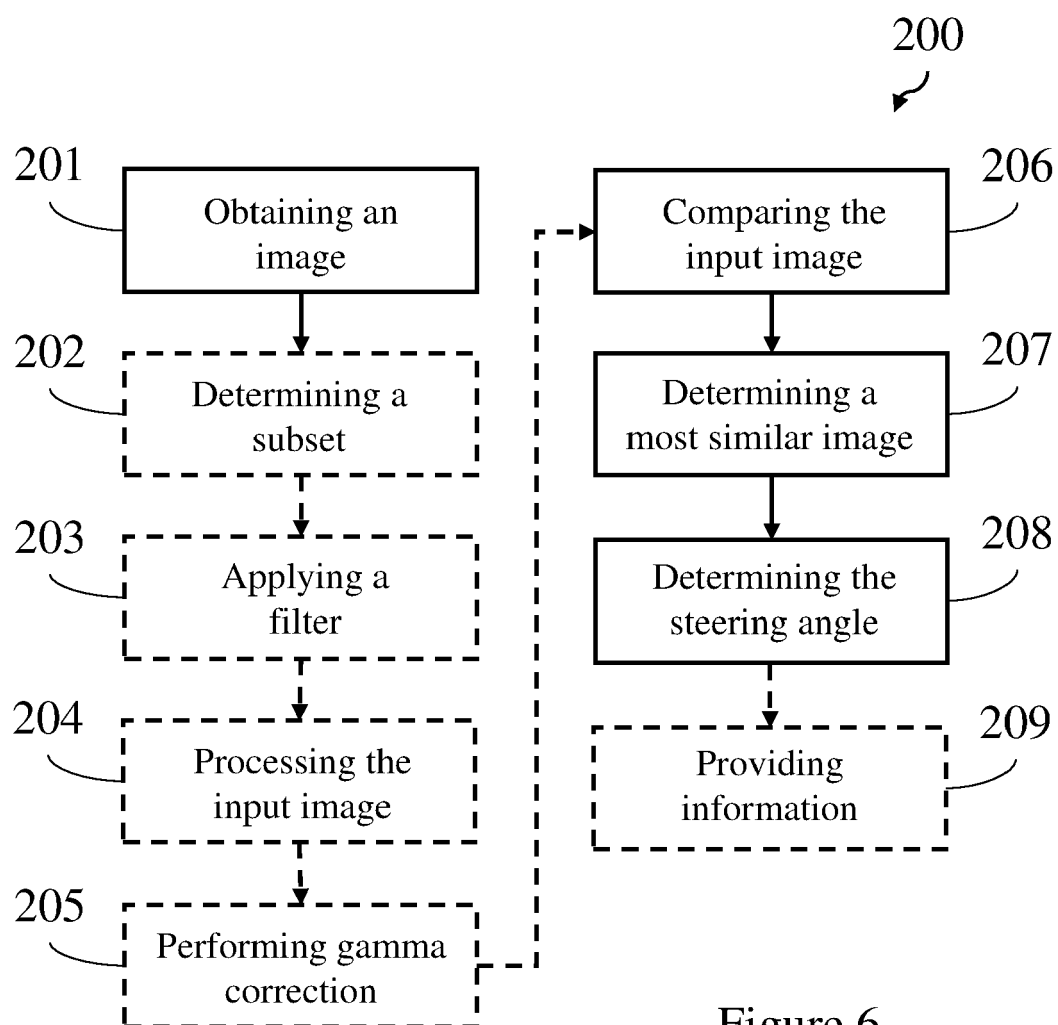 200
201
Obtaining an
image
202
Determining a
subset
203
Applying a
filter
204
Processing the
input image
205
Performing gamma
correction
206
Comparing the
input image
207
Determining a
most similar image
208
Determining the
steering angle
209
Providing
information
Figure 6